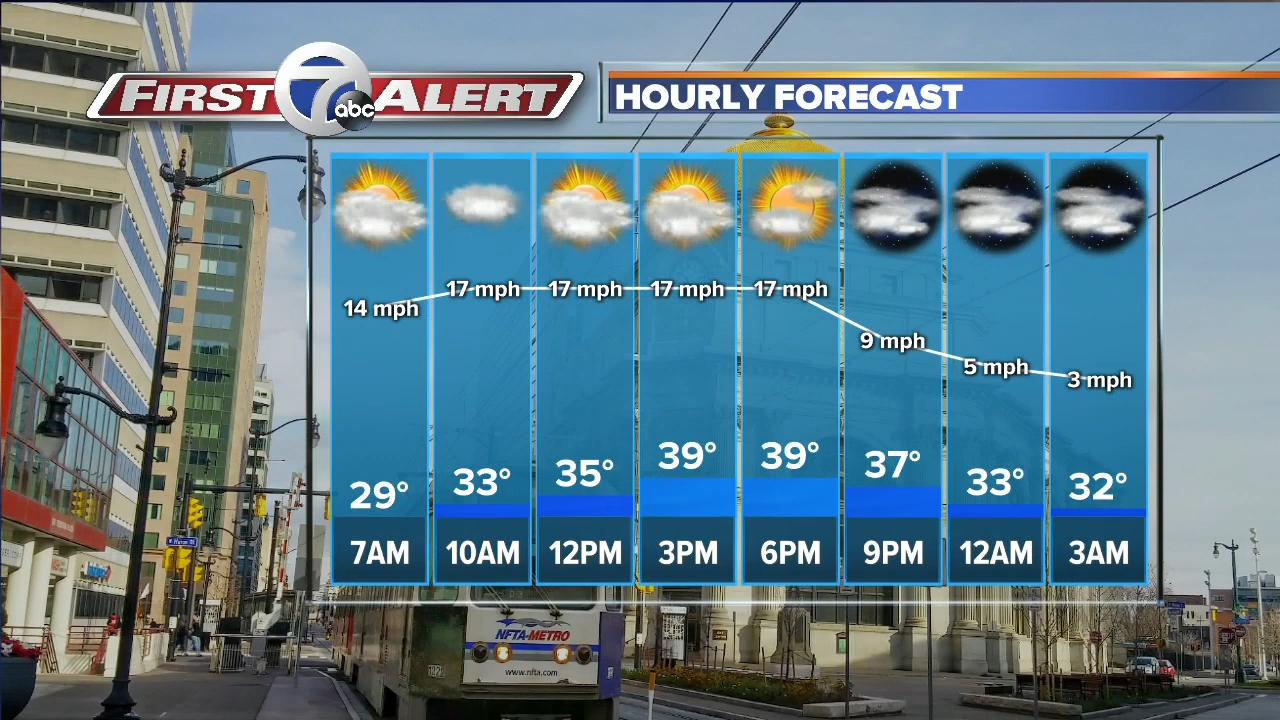 FIRST 7 abc ALERT
HOURLY FORECAST
14 mph 17 mph 17 mph 17 mph 17 mph 9 mph 5 mph 3 mph
29° 33° 35° 39° 39° 37° 33° 32°
7AM 10AM 12PM 3PM 6PM 9PM 12AM 3AM
NFTA-METRO
www.nfta.com